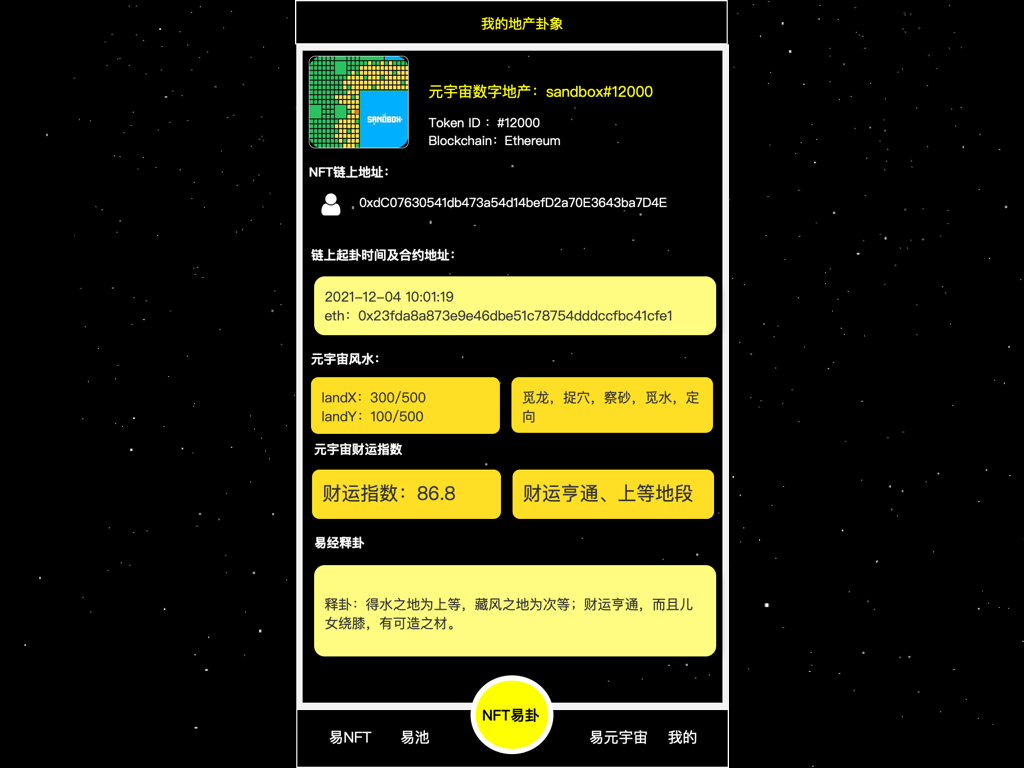 我的地产卦象
SANDBOX
元宇宙数字地产：sandbox#12000
Token ID ：#12000
Blockchain：Ethereum
NFT链上地址：
0xdC07630541db473a54d14befD2a70E3643ba7D4E
链上起卦时间及合约地址：
2021-12-04 10:01:19
eth：0x23fda8a873e9e46dbe51c78754dddccfbc41cfe1
元宇宙风水：
landX：300/500
landY：100/500
觅龙，捉穴，察砂，觅水，定
向
元宇宙财运指数
财运指数：86.8
财运亨通、上等地段
易经释卦
释卦：得水之地为上等，藏风之地为次等；财运亨通，而且儿
女绕膝，有可造之材。
易NFT
易池
NFT易卦
易元宇宙
我的